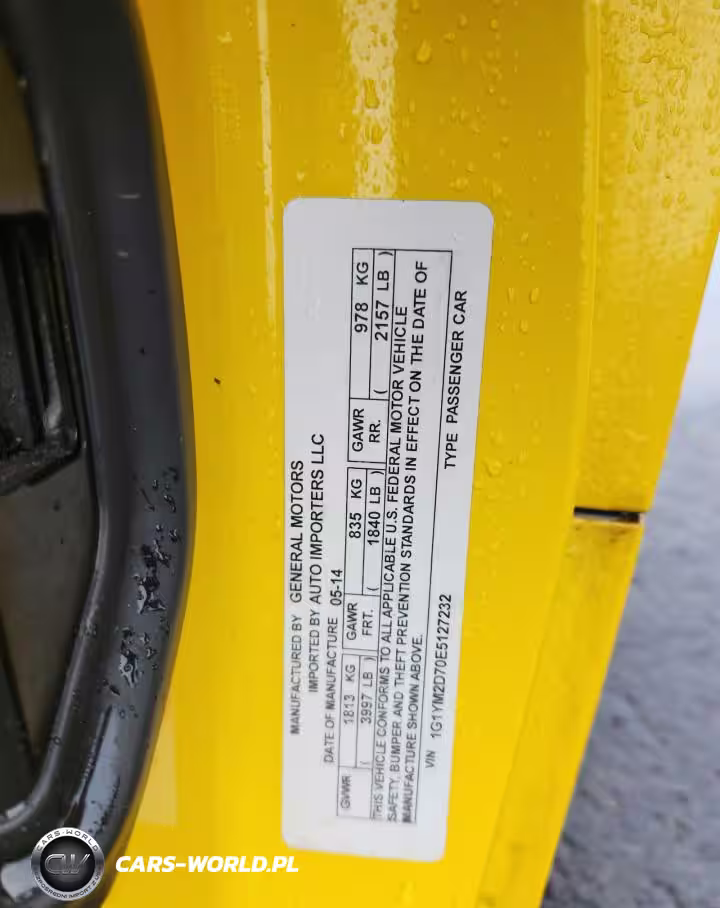 MANUFACTURED BY GENERAL MOTORS
IMPORTED BY AUTO IMPORTERS LLC
DATE OF MANUFACTURE 05-14
GVWR 1813 KG GAWR 835 KG GAWR 978 KG
( 3997 LB ) FRT. ( 1840 LB ) RR. ( 2157 LB )
THIS VEHICLE CONFORMS TO ALL APPLICABLE U.S. FEDERAL MOTOR VEHICLE
SAFETY, BUMPER AND THEFT PREVENTION STANDARDS IN EFFECT ON THE DATE OF
MANUFACTURE SHOWN ABOVE.
VIN 1G1YM2D70E5127232 TYPE PASSENGER CAR
CARS-WORLD
CW
CARS-WORLD.PL